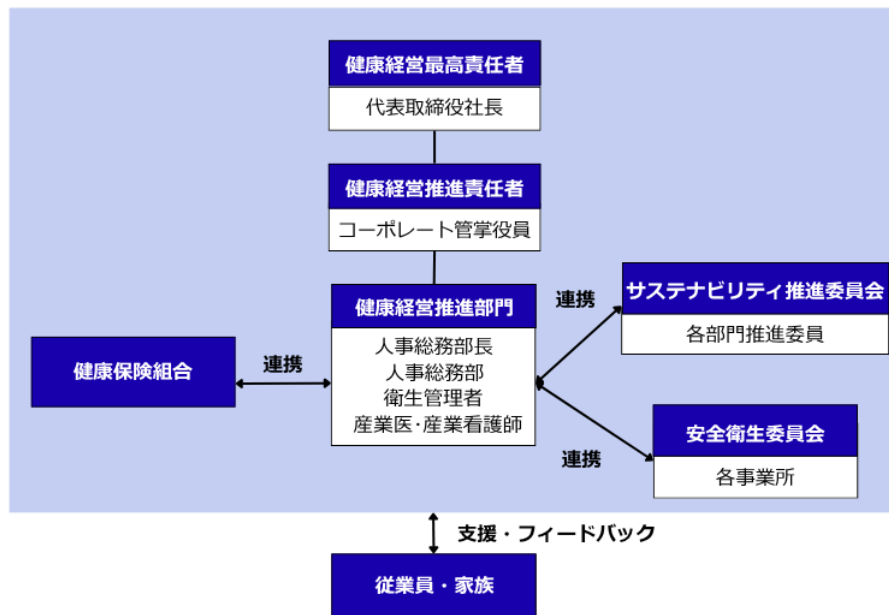 健康経営最高責任者
代表取締役社長
健康経営推進責任者
コーポレート管掌役員
健康経営推進部門
人事総務部長
人事総務部
衛生管理者
産業医・産業看護師
健康保険組合
連携
連携
サステナビリティ推進委員会
各部門推進委員
連携
安全衛生委員会
各事業所
支援・フィードバック
従業員・家族